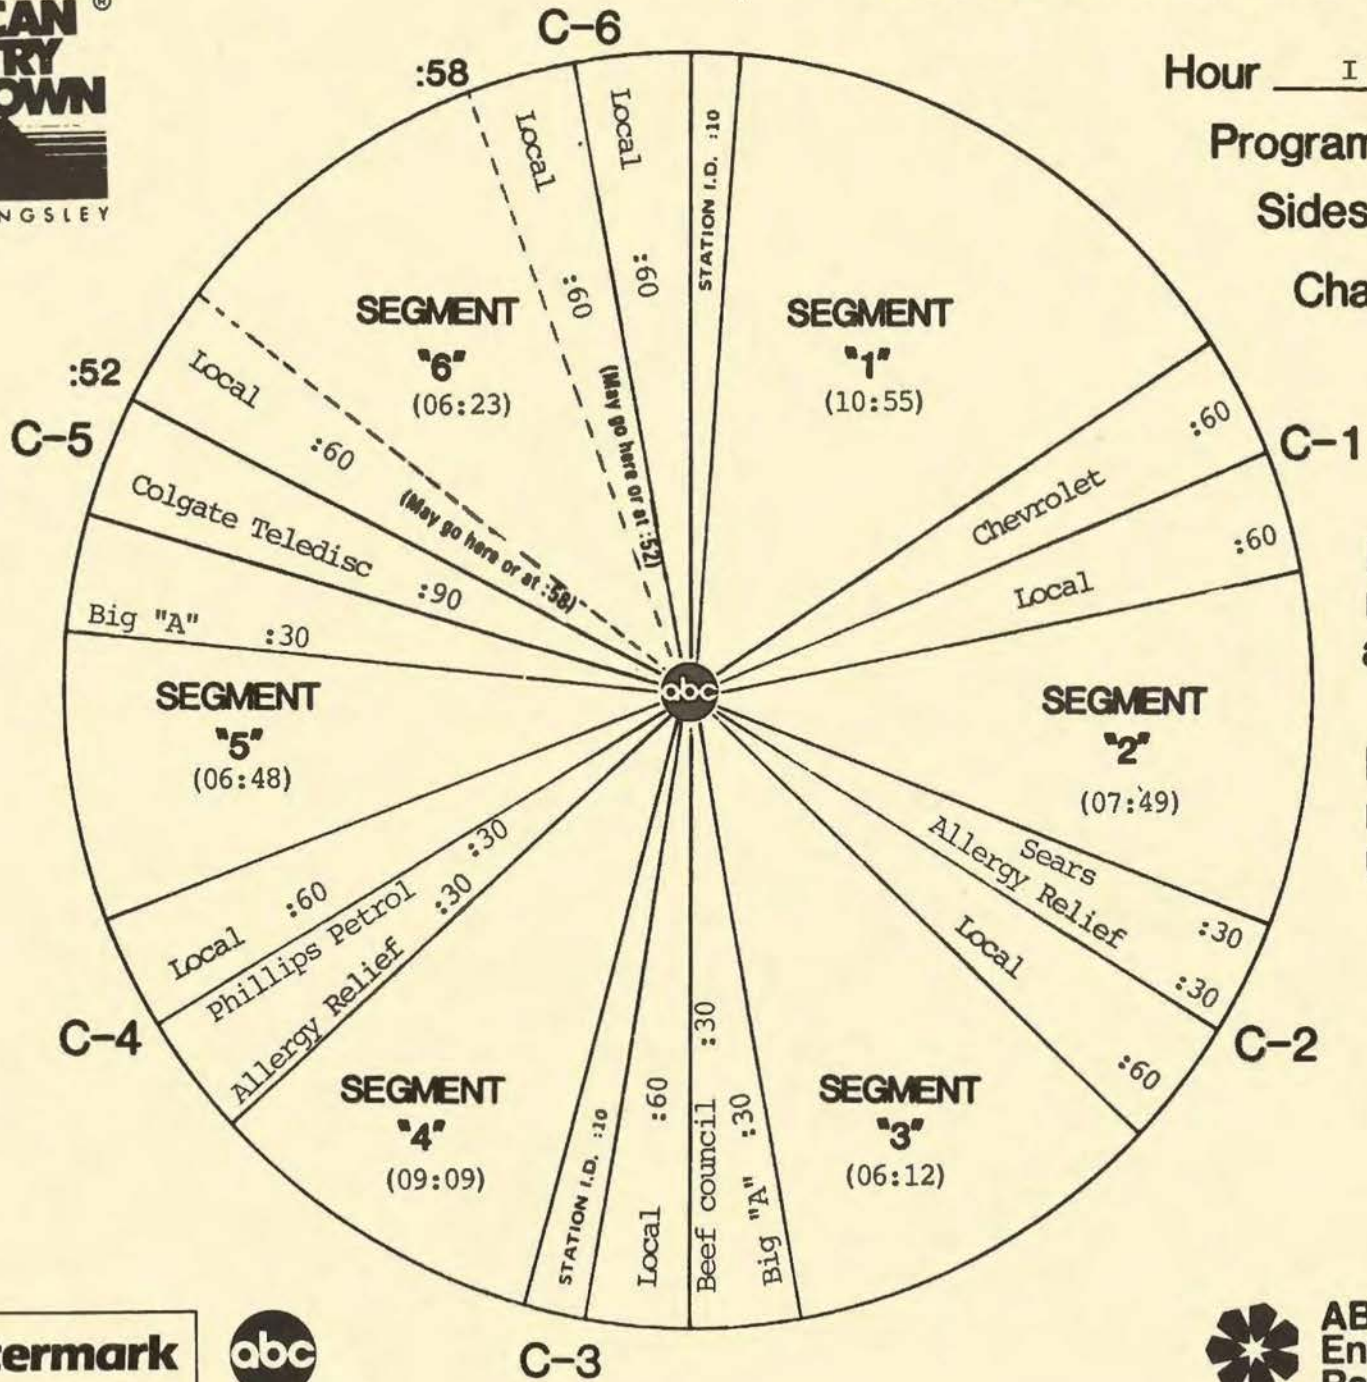 C-6
:58
Hour I
Local
:60
Local
:60
(May go here or at :52)
STATION I.D. :10
SEGMENT
"1"
(10:55)
Chevrolet :60
C-1
Local :60
SEGMENT
"2"
(07:49)
Sears :30
Allergy Relief :30
C-2
Local :60
SEGMENT
"3"
(06:12)
Big "A" :30
Beef council :30
C-3
Local :60
STATION I.D. :10
SEGMENT
"4"
(09:09)
Allergy Relief :30
Phillips Petrol :30
C-4
Local :60
SEGMENT
"5"
(06:48)
Big "A" :30
Colgate Teledisc :90
C-5
:52
Local :60
(May go here or at :58)
SEGMENT
"6"
(06:23)
abc
abc